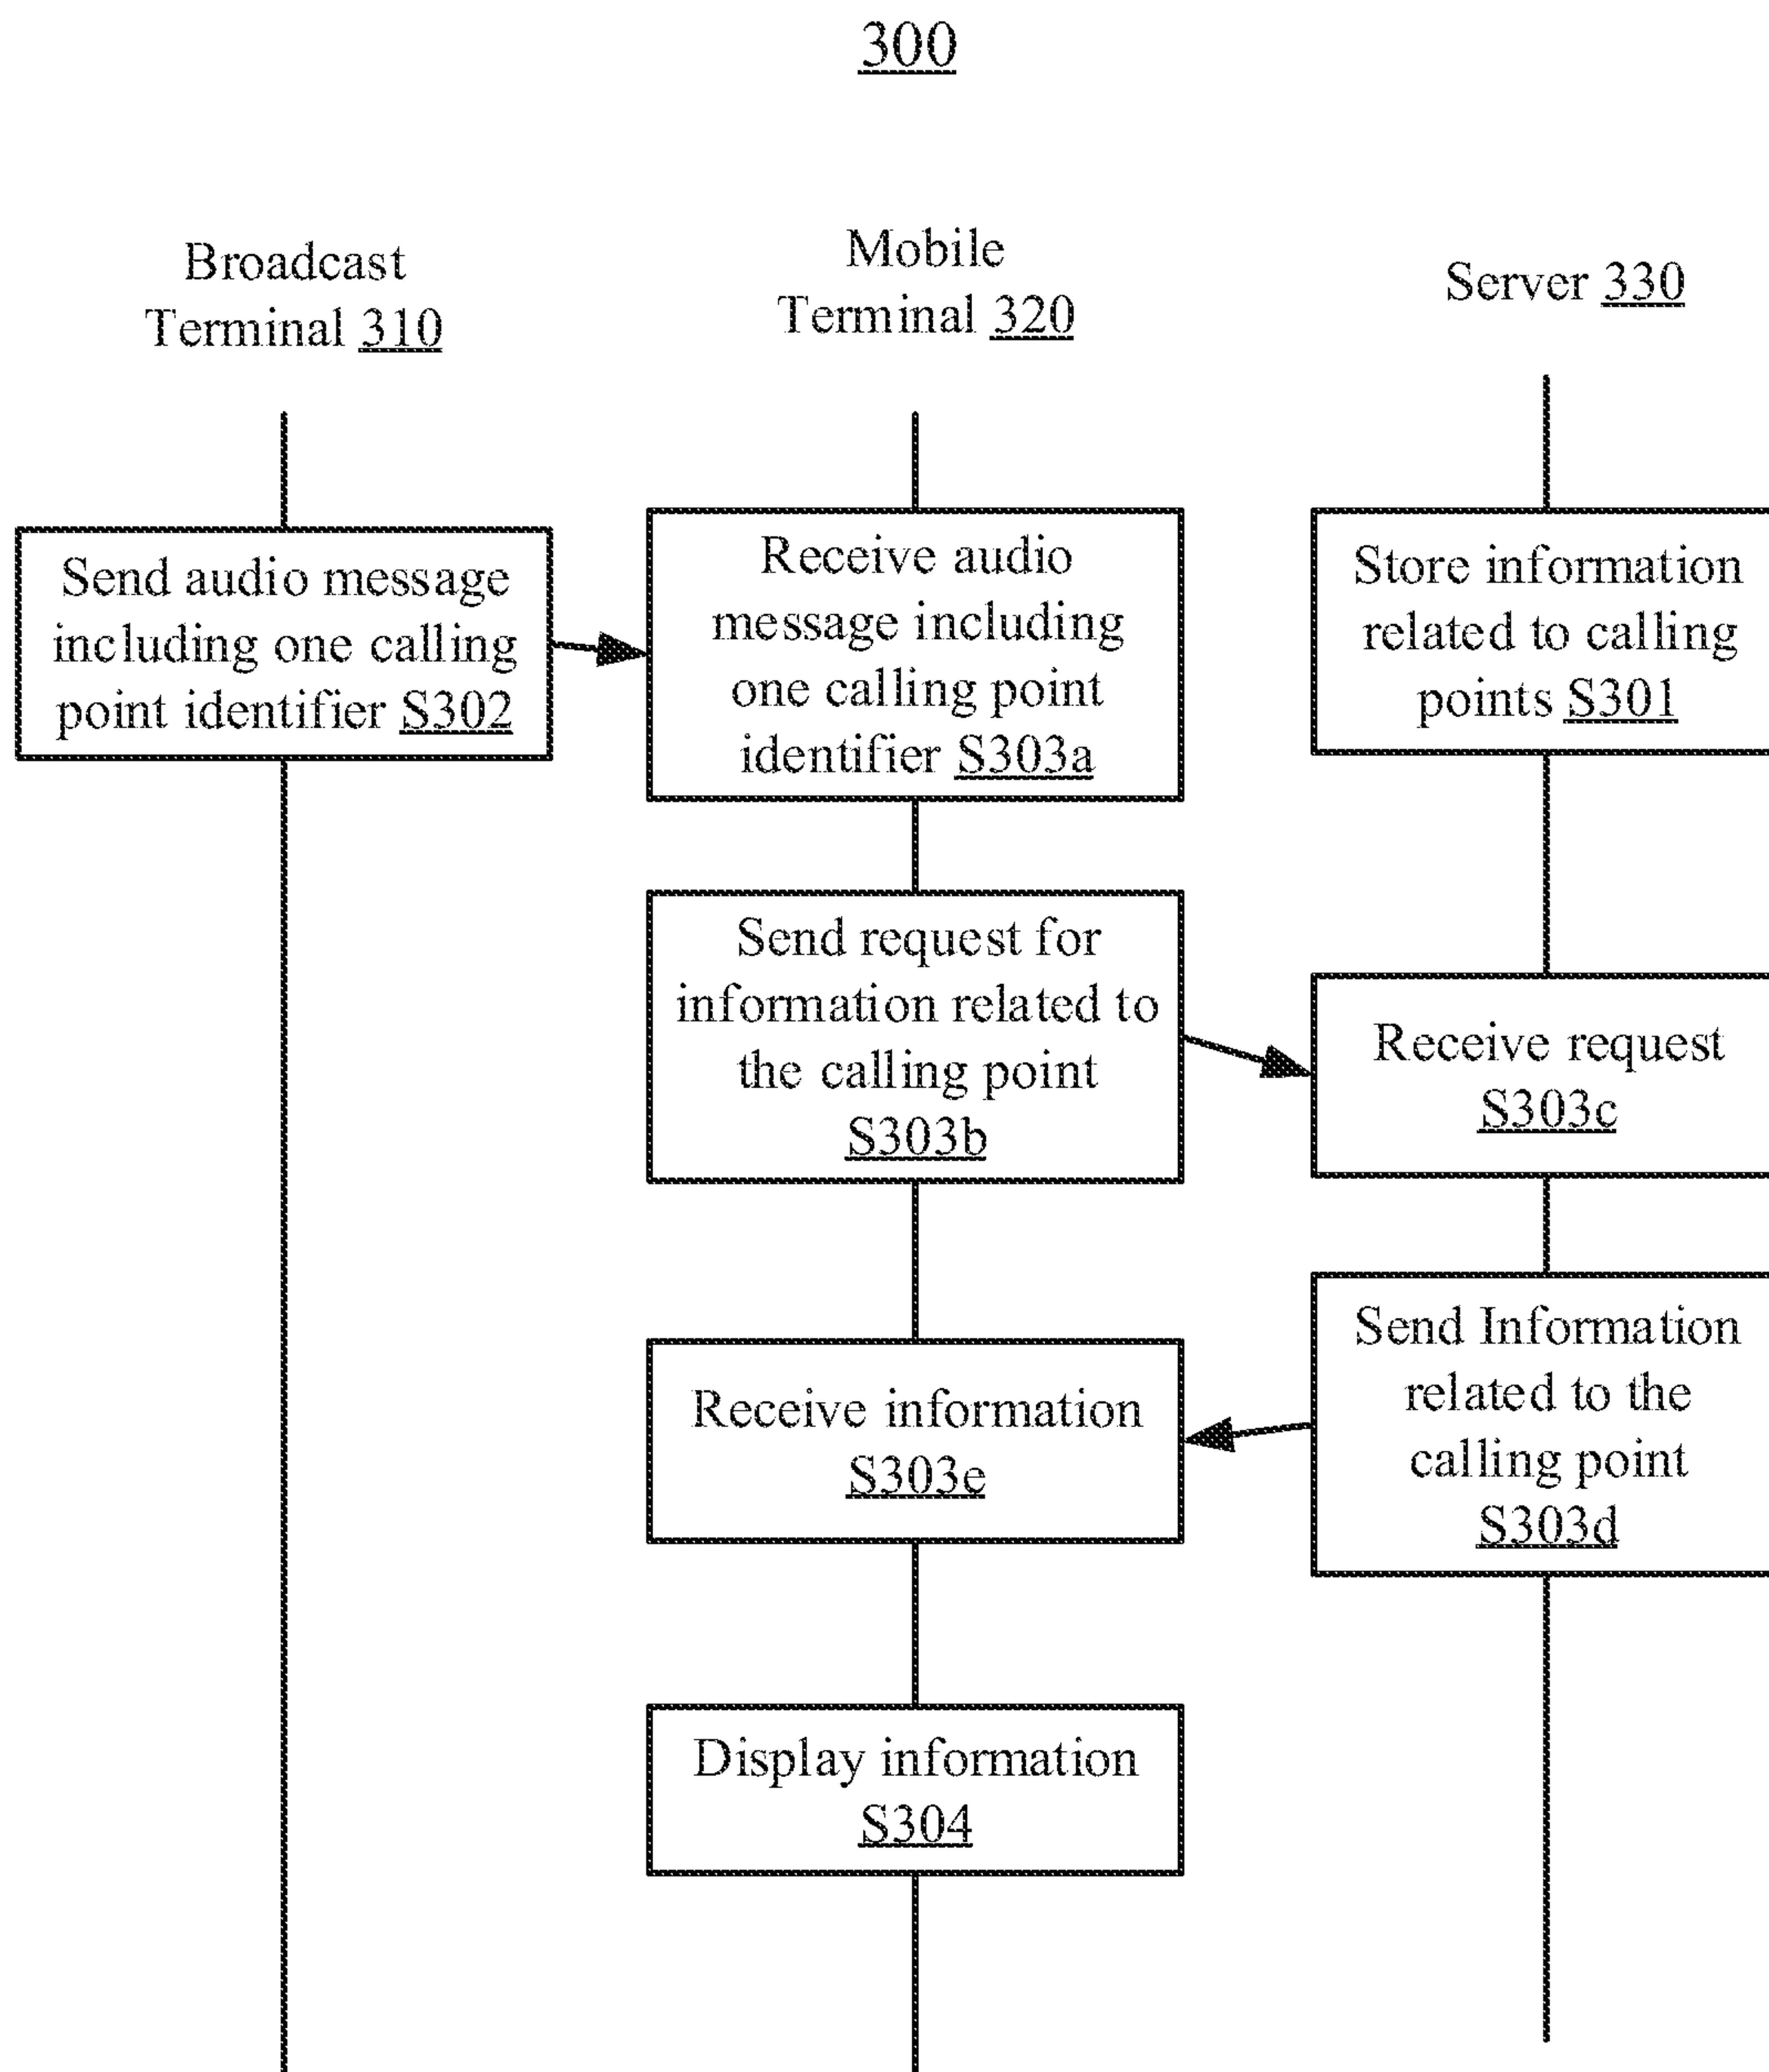 300
Broadcast
Terminal 310
Mobile
Terminal 320
Server 330
Send audio message
including one calling
point identifier S302
Receive audio
message including
one calling point
identifier S303a
Store information
related to calling
points S301
Send request for
information related to
the calling point
S303b
Receive request
S303c
Send Information
related to the
calling point
S303d
Receive information
S303e
Display information
S304